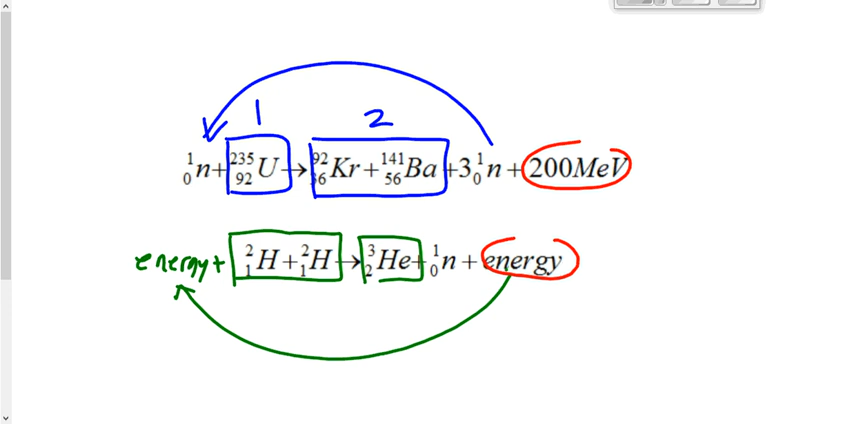 1 2
¹₀n+²³⁵₉₂U→⁹²₃₆Kr+¹⁴¹₅₆Ba+3¹₀n+200MeV
energy+ ²₁H+²₁H→³₂He+¹₀n+energy